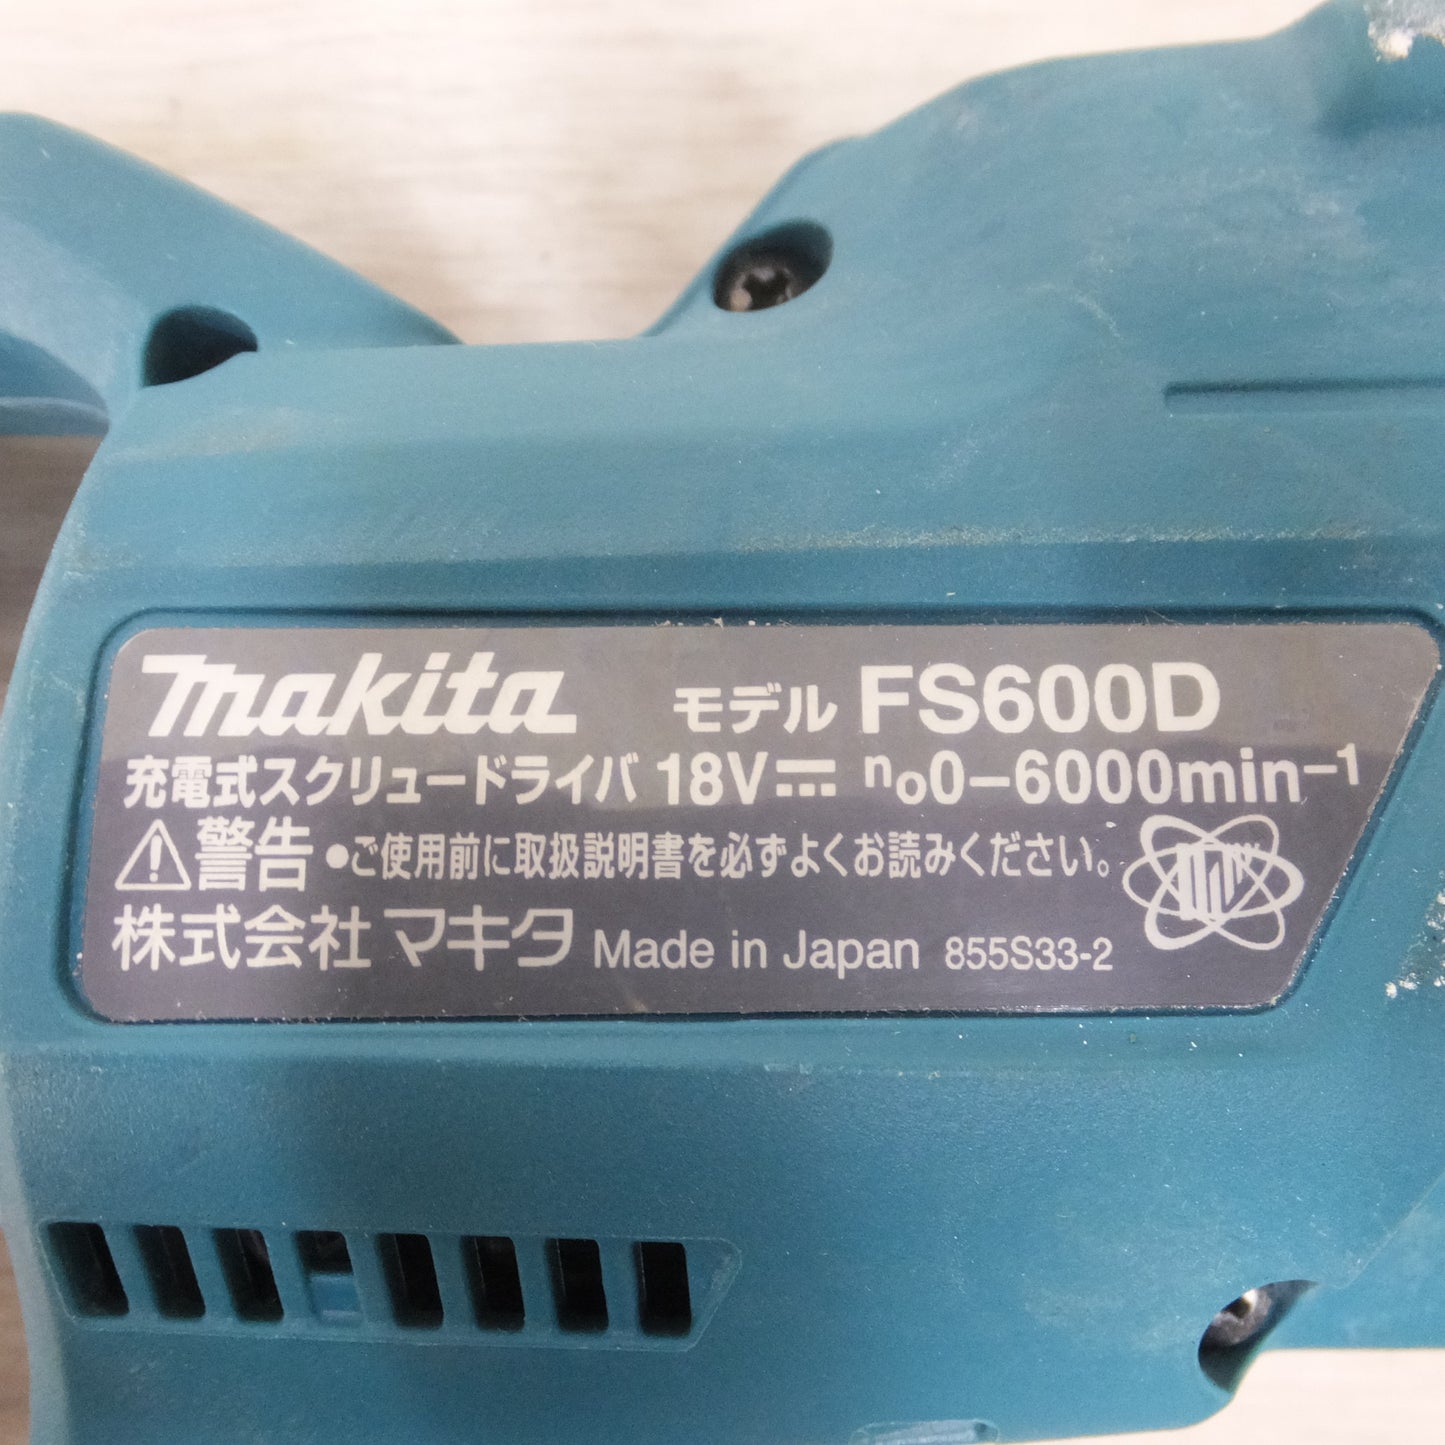 makita モデル FS600D
充電式スクリュードライバ 18V⎓ no0-6000min-1
⚠警告 ●ご使用前に取扱説明書を必ずよくお読みください。
株式会社 マキタ Made in Japan 855S33-2